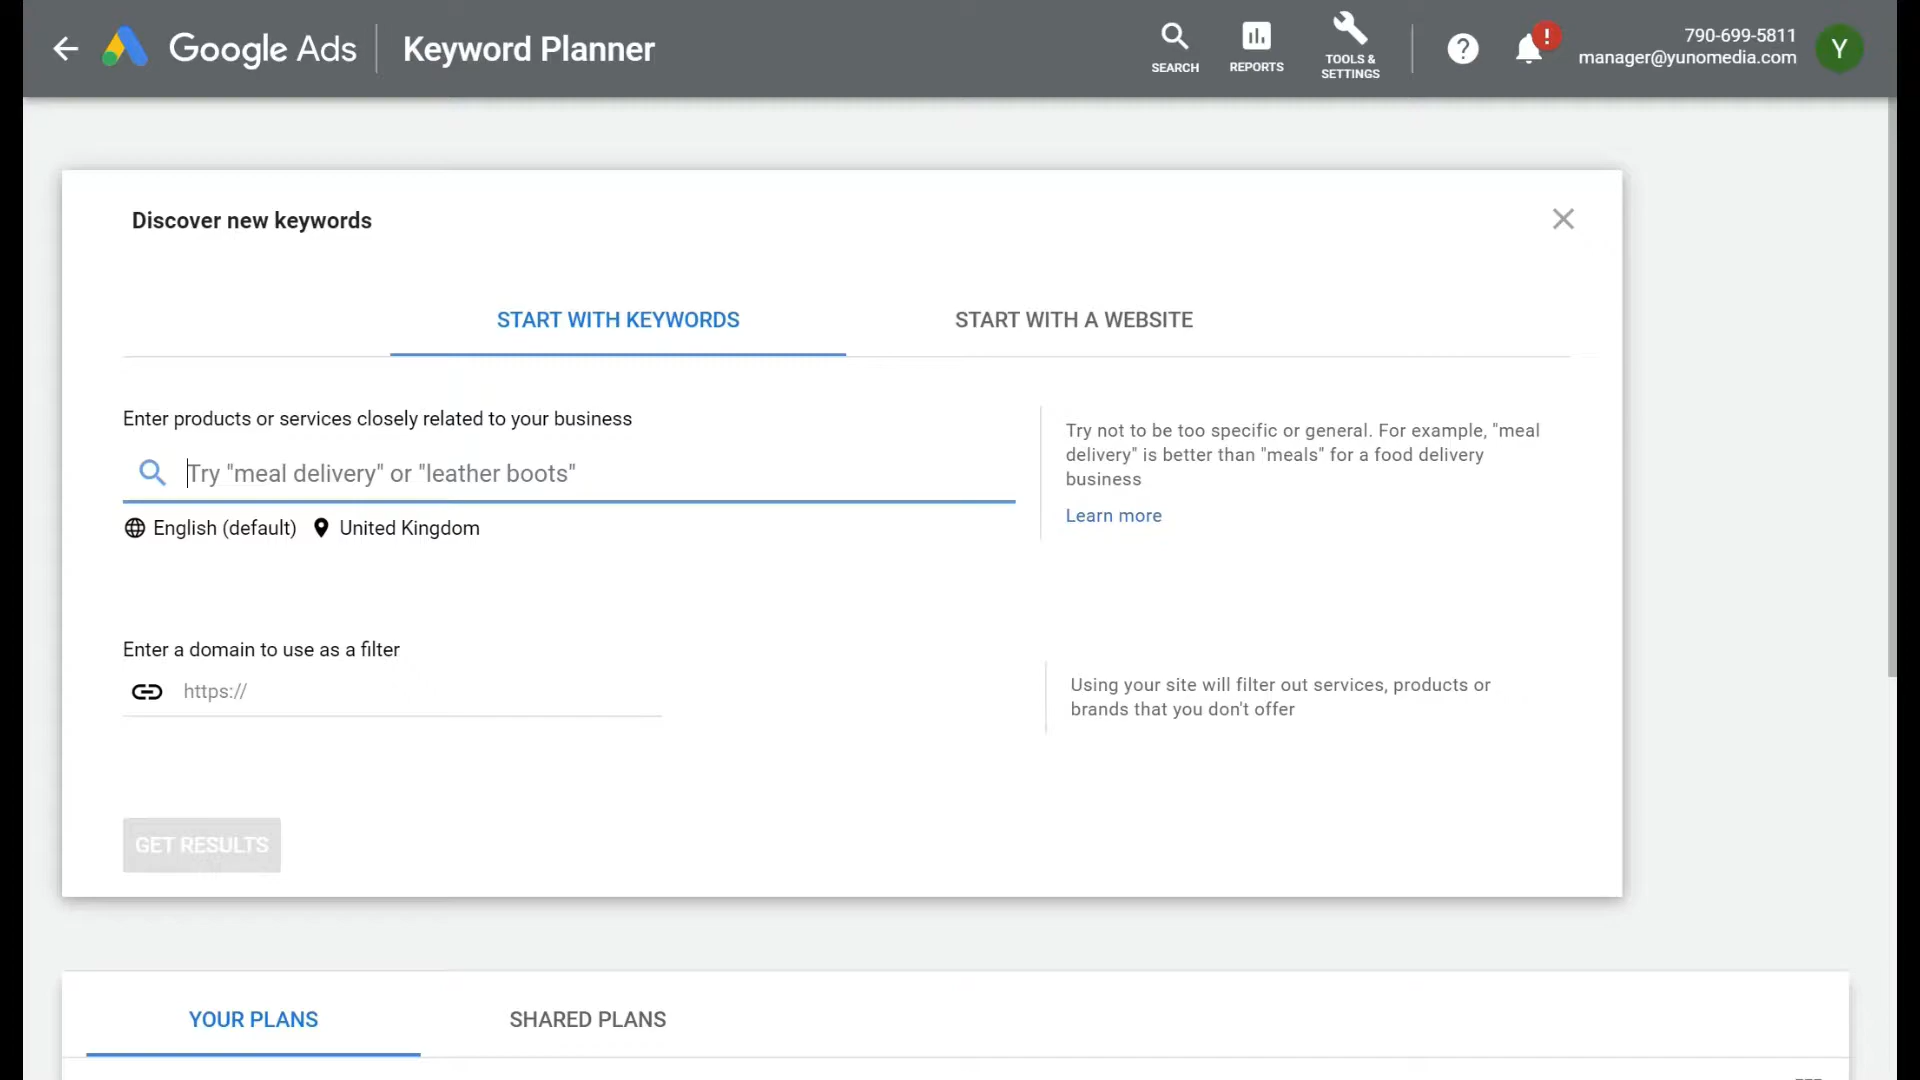 Google Ads
Keyword Planner
SEARCH
REPORTS
TOOLS &
SETTINGS
?
!
790-699-5811
manager@yunomedia.com
Y
Discover new keywords
START WITH KEYWORDS
START WITH A WEBSITE
Enter products or services closely related to your business
Try "meal delivery" or "leather boots"
English (default)
United Kingdom
Try not to be too specific or general. For example, "meal
delivery" is better than "meals" for a food delivery
business
Learn more
Enter a domain to use as a filter
https://
Using your site will filter out services, products or
brands that you don't offer
GET RESULTS
YOUR PLANS
SHARED PLANS